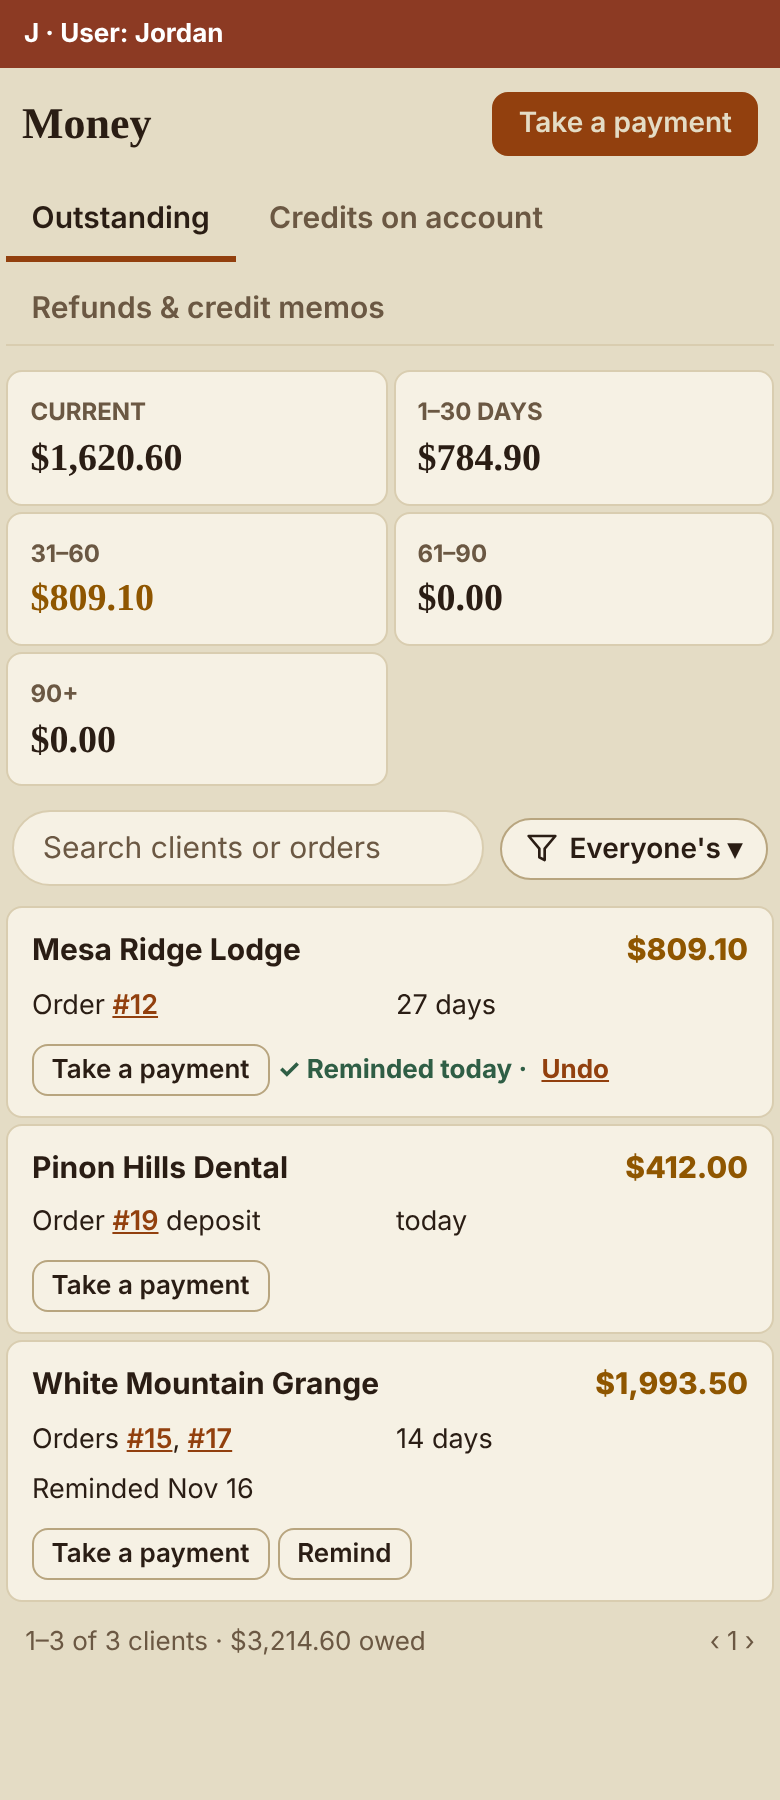 J · User: Jordan
Money
Take a payment
Outstanding
Credits on account
Refunds & credit memos
CURRENT
$1,620.60
1–30 DAYS
$784.90
31–60
$809.10
61–90
$0.00
90+
$0.00
Search clients or orders
Everyone's ▾
Mesa Ridge Lodge
$809.10
Order #12
27 days
Take a payment
✓ Reminded today · Undo
Pinon Hills Dental
$412.00
Order #19 deposit
today
Take a payment
White Mountain Grange
$1,993.50
Orders #15, #17
14 days
Reminded Nov 16
Take a payment
Remind
1–3 of 3 clients · $3,214.60 owed
‹ 1 ›